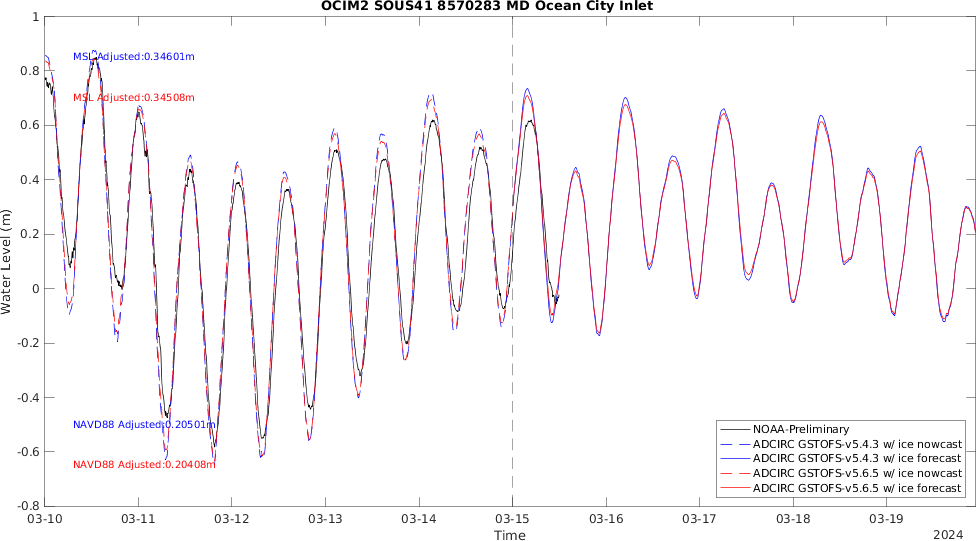 OCIM2 SOUS41 8570283 MD Ocean City Inlet
1
0.8
0.6
0.4
0.2
0
-0.2
-0.4
-0.6
-0.8
Water Level (m)
MSL Adjusted:0.34601m
MSL Adjusted:0.34508m
NAVD88 Adjusted:0.20501m
NAVD88 Adjusted:0.20408m
NOAA-Preliminary
ADCIRC GSTOFS-v5.4.3 w/ ice nowcast
ADCIRC GSTOFS-v5.4.3 w/ ice forecast
ADCIRC GSTOFS-v5.6.5 w/ ice nowcast
ADCIRC GSTOFS-v5.6.5 w/ ice forecast
03-10 03-11 03-12 03-13 03-14 03-15 03-16 03-17 03-18 03-19
Time
2024